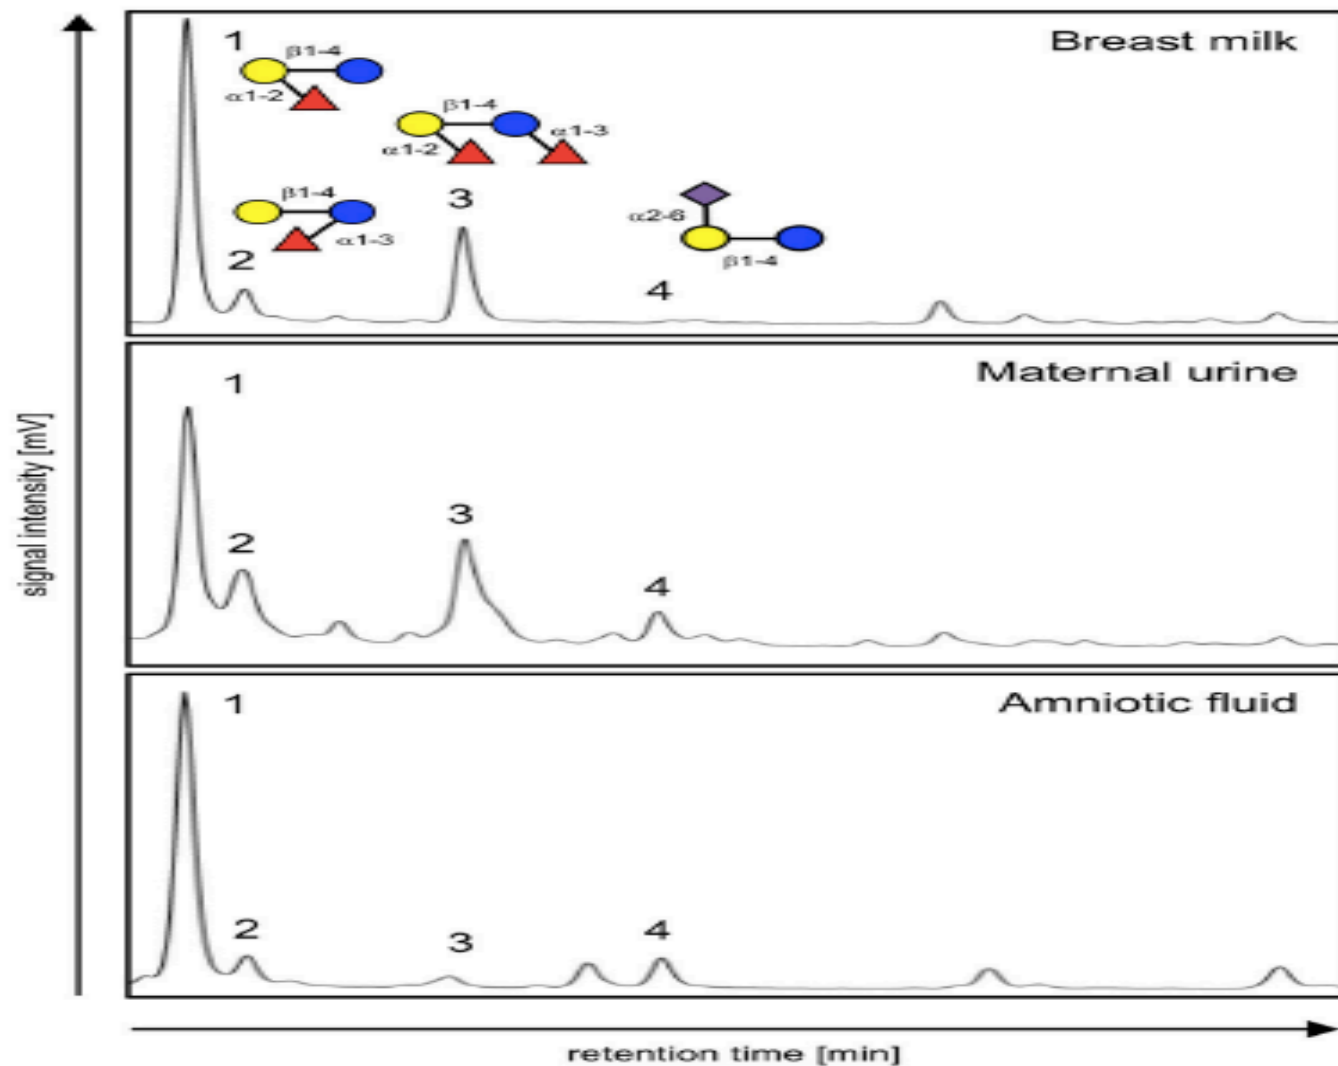 Breast milk
1
β1-4
α1-2
β1-4
α1-3
α1-2
β1-4
3
α2-6
α1-3
2
β1-4
4
Maternal urine
1
2
3
4
Amniotic fluid
1
2
3
4
signal intensity [mV]
retention time [min]